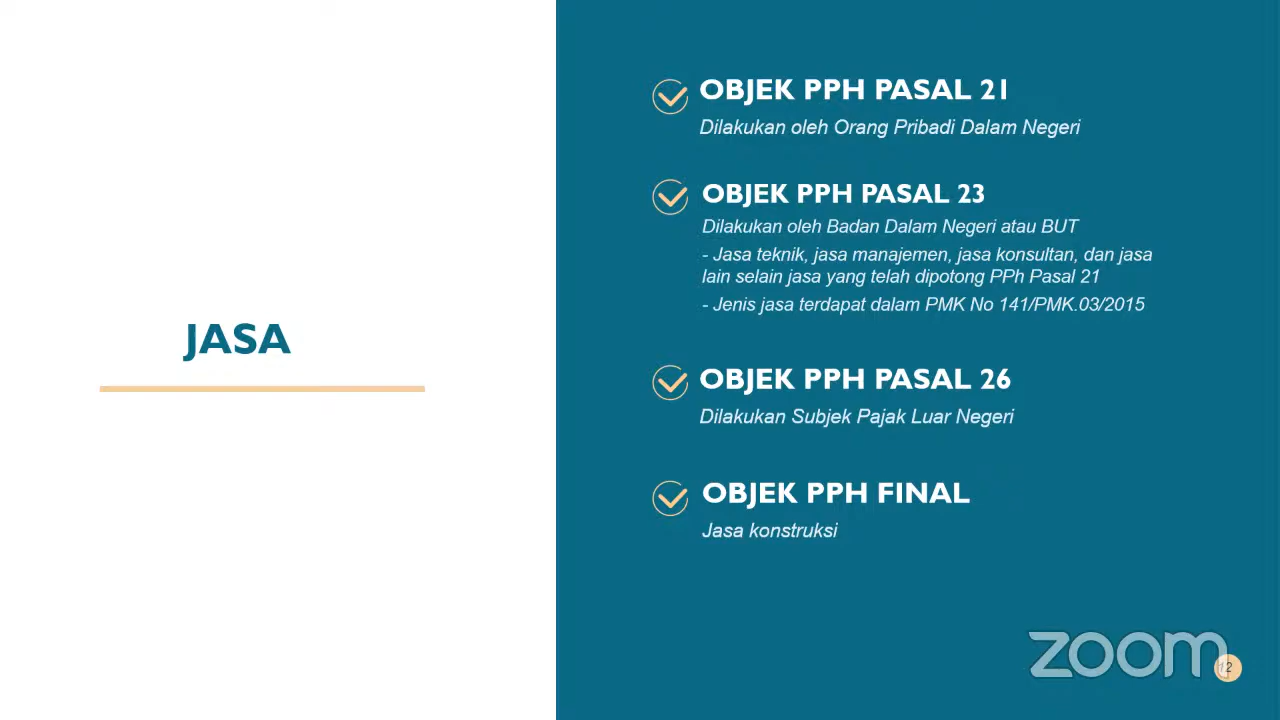 JASA
OBJEK PPH PASAL 21
Dilakukan oleh Orang Pribadi Dalam Negeri
OBJEK PPH PASAL 23
Dilakukan oleh Badan Dalam Negeri atau BUT
- Jasa teknik, jasa manajemen, jasa konsultan, dan jasa
lain selain jasa yang telah dipotong PPh Pasal 21
- Jenis jasa terdapat dalam PMK No 141/PMK.03/2015
OBJEK PPH PASAL 26
Dilakukan Subjek Pajak Luar Negeri
OBJEK PPH FINAL
Jasa konstruksi
zoom
12